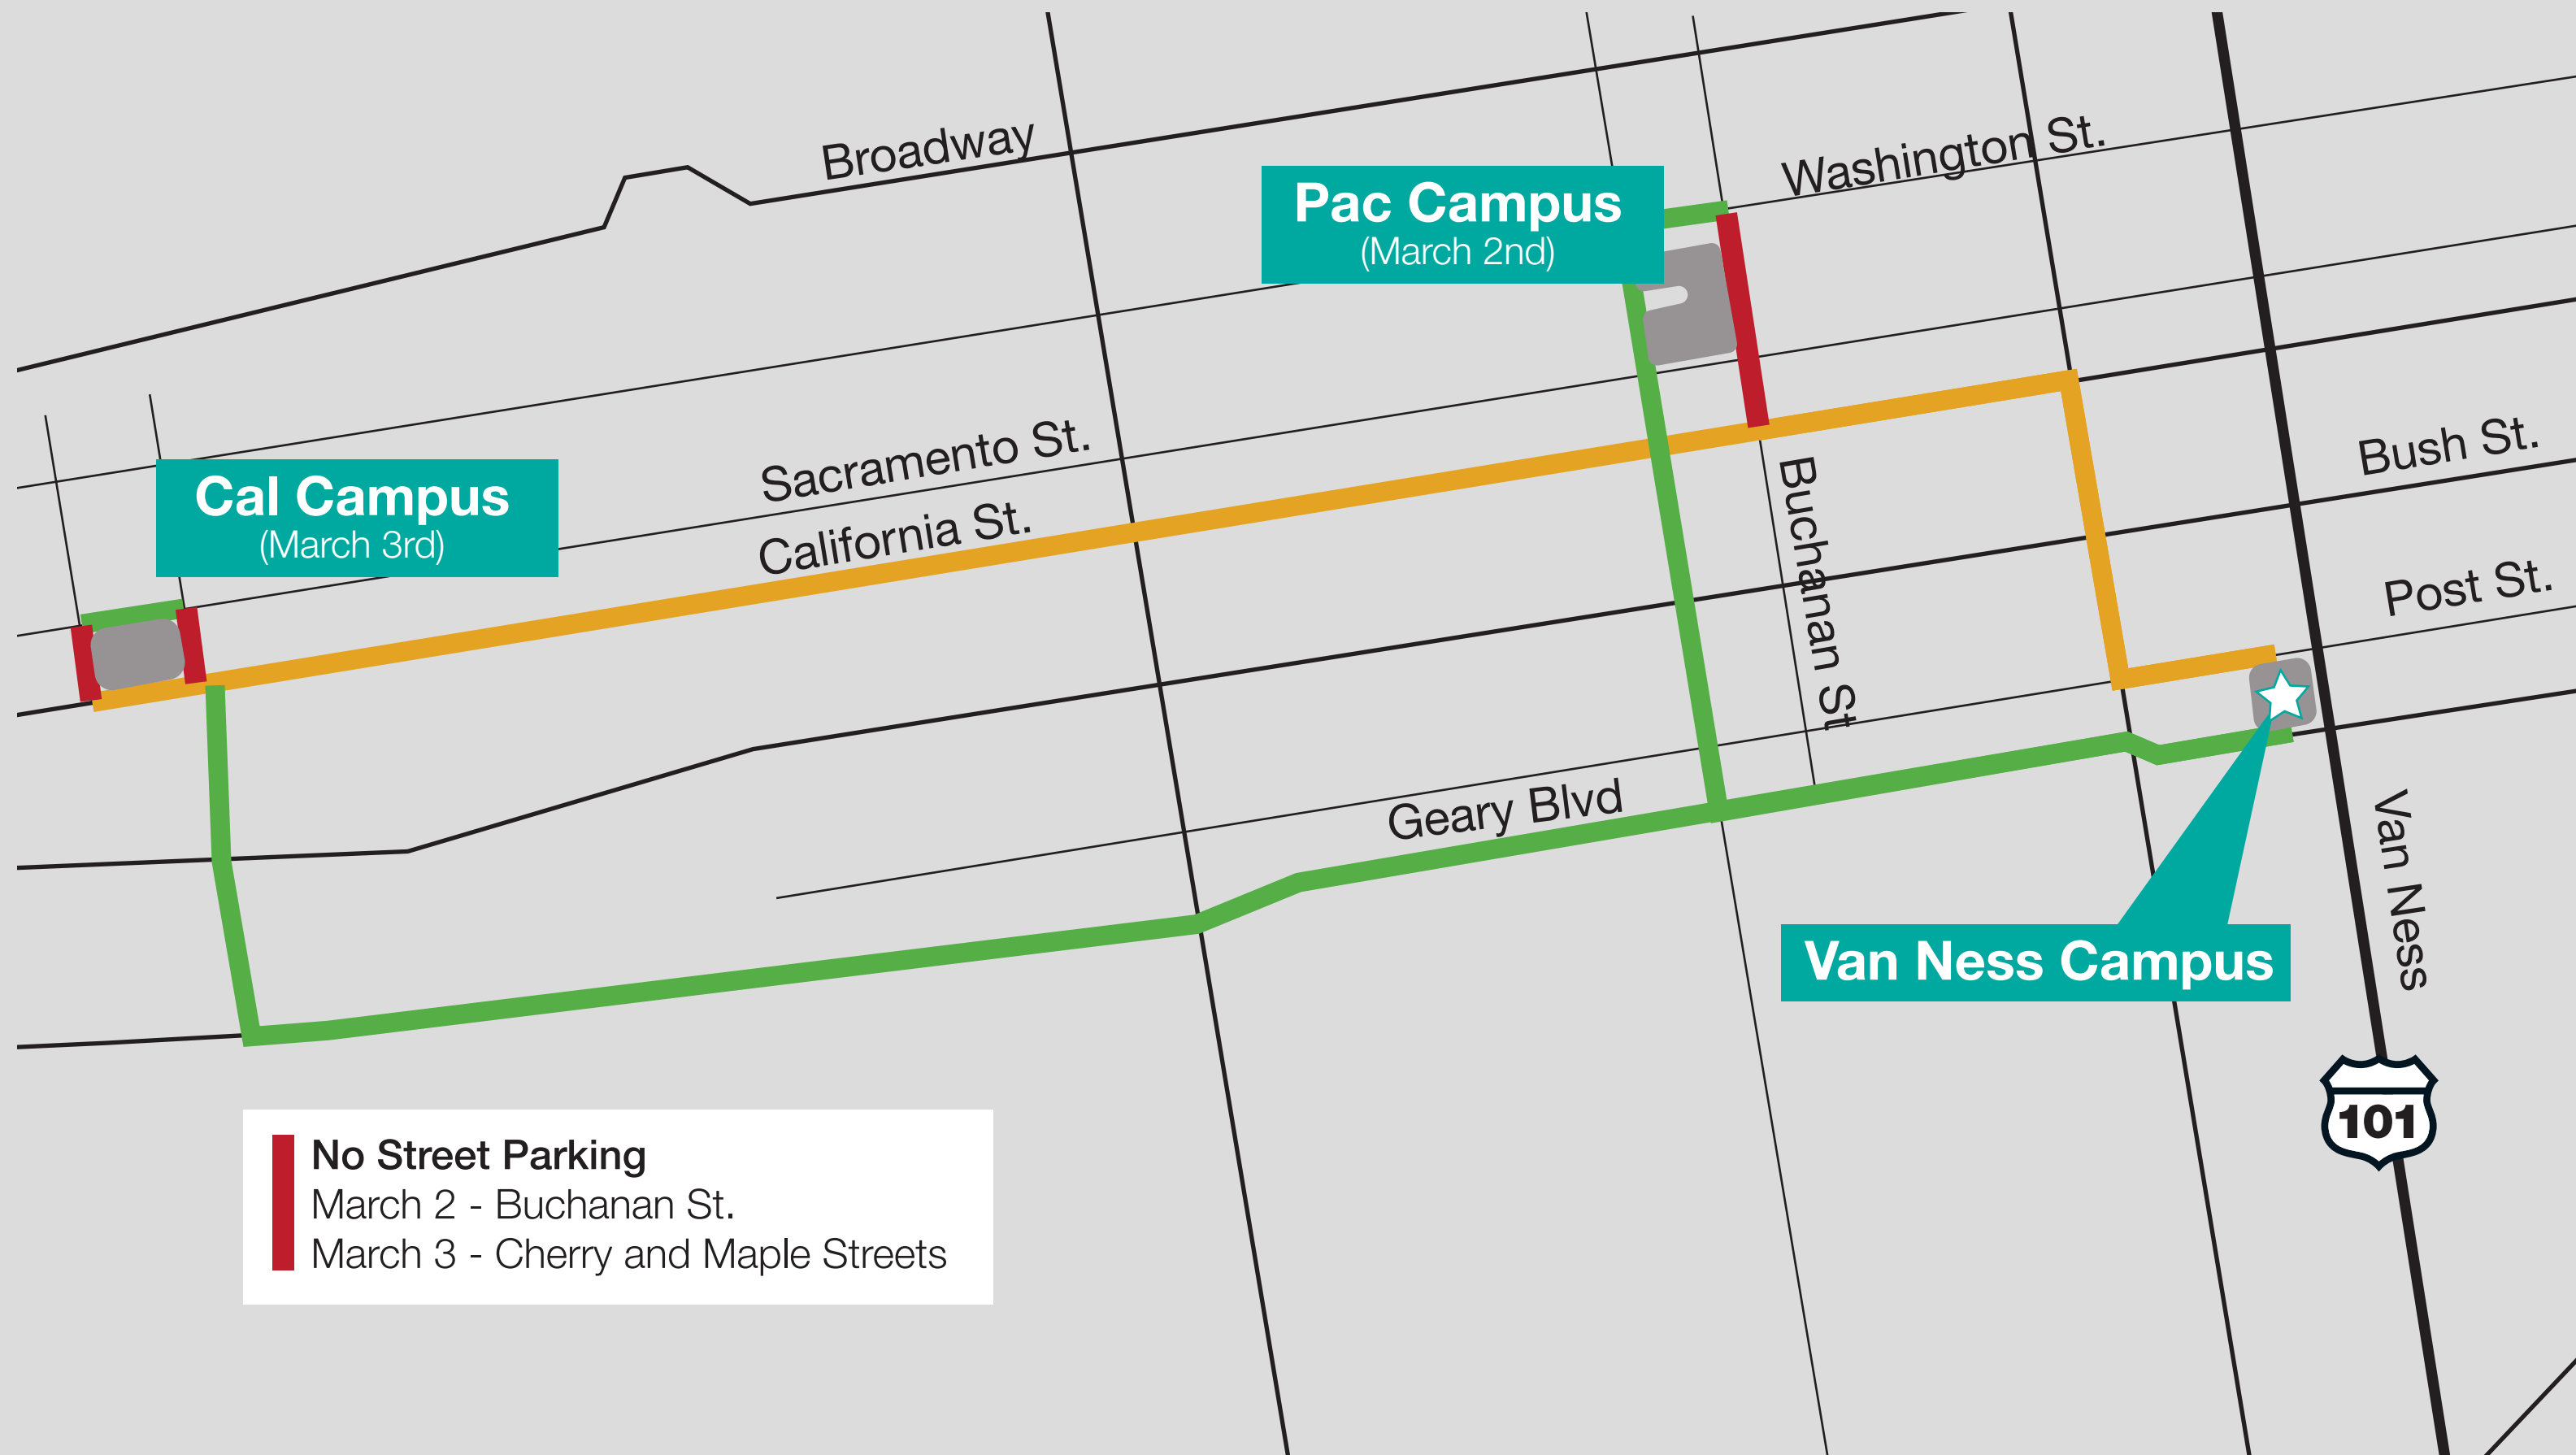 Broadway
Washington St.
Pac Campus
(March 2nd)
Sacramento St.
California St.
Cal Campus
(March 3rd)
Bush St.
Buchanan St.
Post St.
Geary Blvd
Van Ness
Van Ness Campus
101
No Street Parking
March 2 - Buchanan St.
March 3 - Cherry and Maple Streets